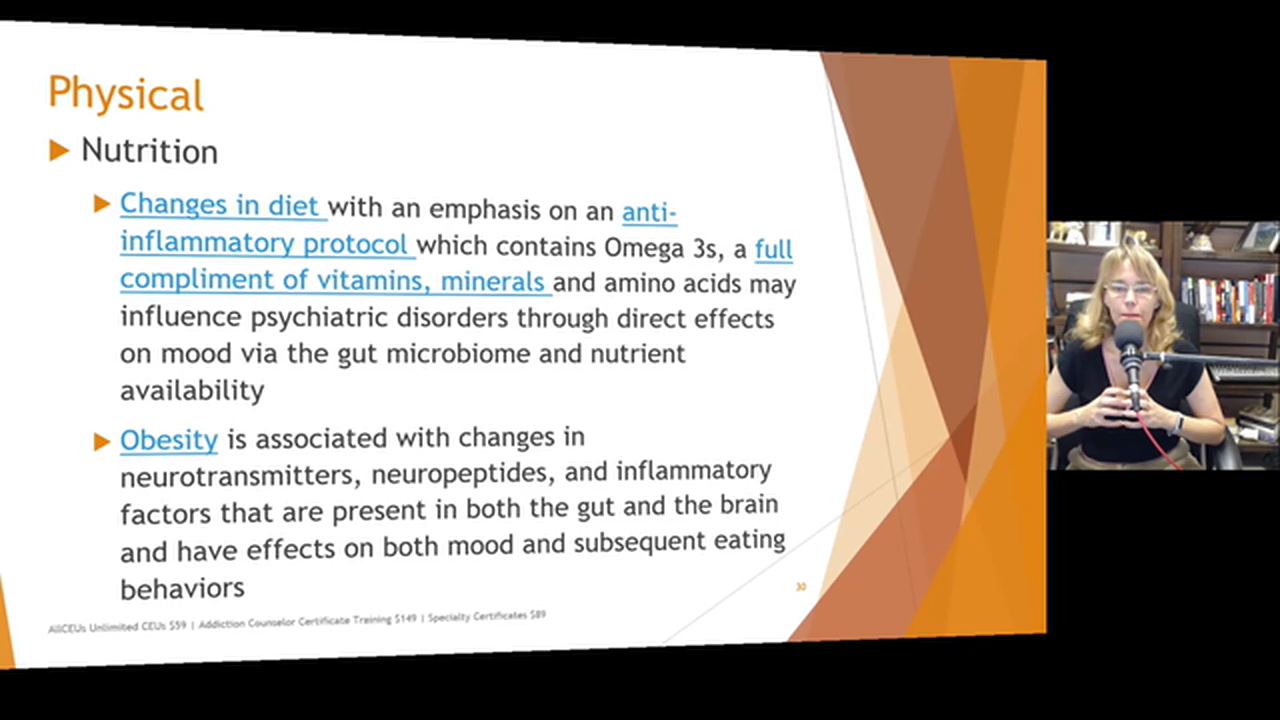 Physical
Nutrition
Changes in diet with an emphasis on an anti-
inflammatory protocol which contains Omega 3s, a full
compliment of vitamins, minerals and amino acids may
influence psychiatric disorders through direct effects
on mood via the gut microbiome and nutrient
availability
Obesity is associated with changes in
neurotransmitters, neuropeptides, and inflammatory
factors that are present in both the gut and the brain
and have effects on both mood and subsequent eating
behaviors
30
AllCEUs Unlimited CEUs $59 | Addiction Counselor Certificate Training $149 | Specialty Certificates $89